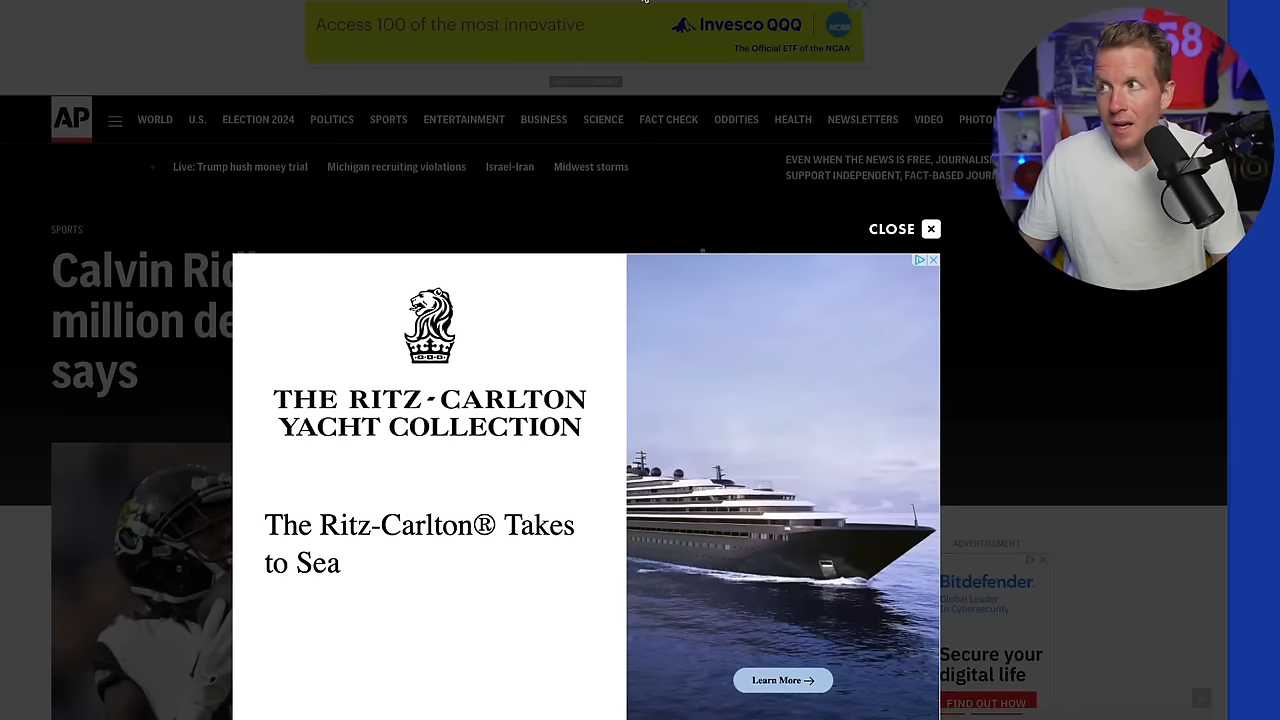 Access 100 of the most innovative
Invesco QQQ
NCAA
The Official ETF of the NCAA
58
AP
WORLD U.S. ELECTION 2024 POLITICS SPORTS ENTERTAINMENT BUSINESS SCIENCE FACT CHECK ODDITIES HEALTH NEWSLETTERS VIDEO
Live: Trump hush money trial Michigan recruiting violations Israel-Iran Midwest storms
EVEN WHEN THE NEWS IS FREE,
SUPPORT INDEPENDENT, FACT-BASED
SPORTS
CLOSE
Calvin
million
says
THE RITZ-CARLTON
YACHT COLLECTION
The Ritz-Carlton® Takes
to Sea
Learn More →
ADVERTISEMENT
Bitdefender
Global Leader
In Cybersecurity
Secure your
digital life
FIND OUT HOW